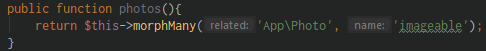 public function photos(){
return $this->morphMany( related: 'App\Photo', name: 'imageable');
}